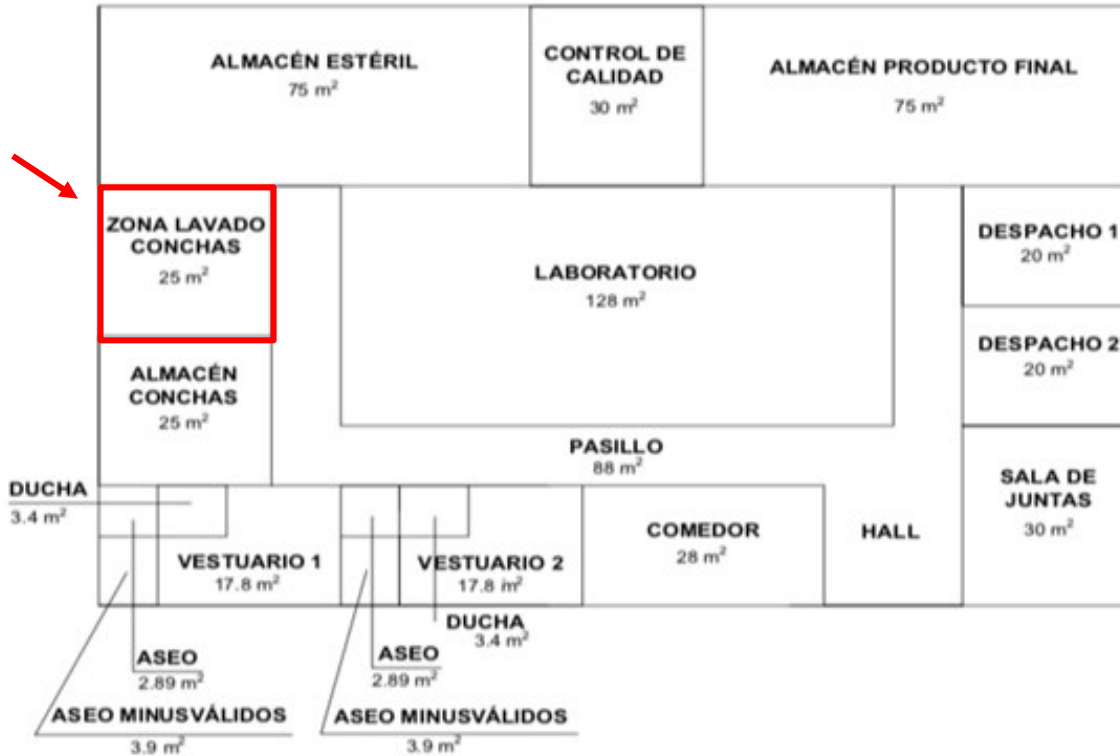 ALMACÉN ESTÉRIL
75 m²
CONTROL DE
CALIDAD
30 m²
ALMACÉN PRODUCTO FINAL
75 m²
ZONA LAVADO
CONCHAS
25 m²
LABORATORIO
128 m²
DESPACHO 1
20 m²
DESPACHO 2
20 m²
ALMACÉN
CONCHAS
25 m²
PASILLO
88 m²
SALA DE
JUNTAS
30 m²
DUCHA
3.4 m²
VESTUARIO 1
17.8 m²
VESTUARIO 2
17.8 m²
COMEDOR
28 m²
HALL
DUCHA
3.4 m²
ASEO
2.89 m²
ASEO
2.89 m²
ASEO MINUSVÁLIDOS
3.9 m²
ASEO MINUSVÁLIDOS
3.9 m²